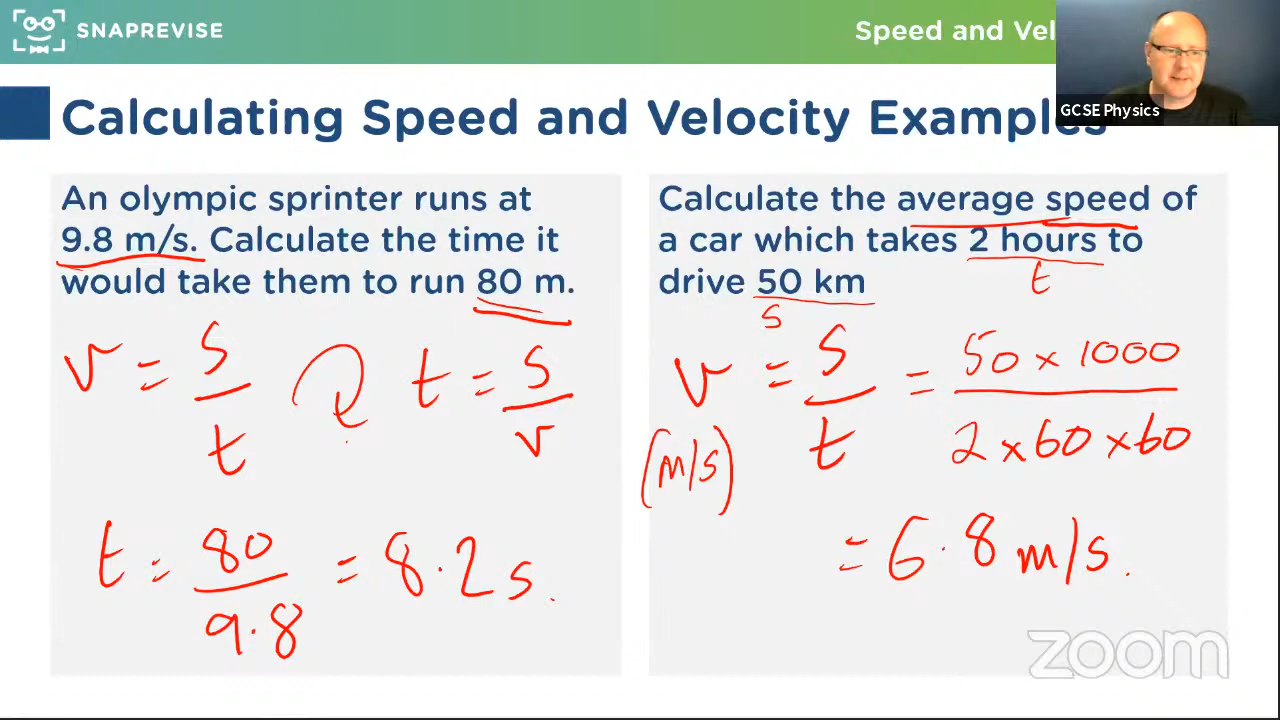 SNAPREVISE
Speed and Vel
GCSE Physics
Calculating Speed and Velocity Examples
An olympic sprinter runs at
9.8 m/s. Calculate the time it
would take them to run 80 m.
v = s/t
t = s/v
t = 80/9.8 = 8.2 s.
Calculate the average speed of
a car which takes 2 hours to
t
drive 50 km
s
v = s/t = 50 x 1000 / 2 x 60 x 60
(m/s)
= 6.8 m/s.
zoom